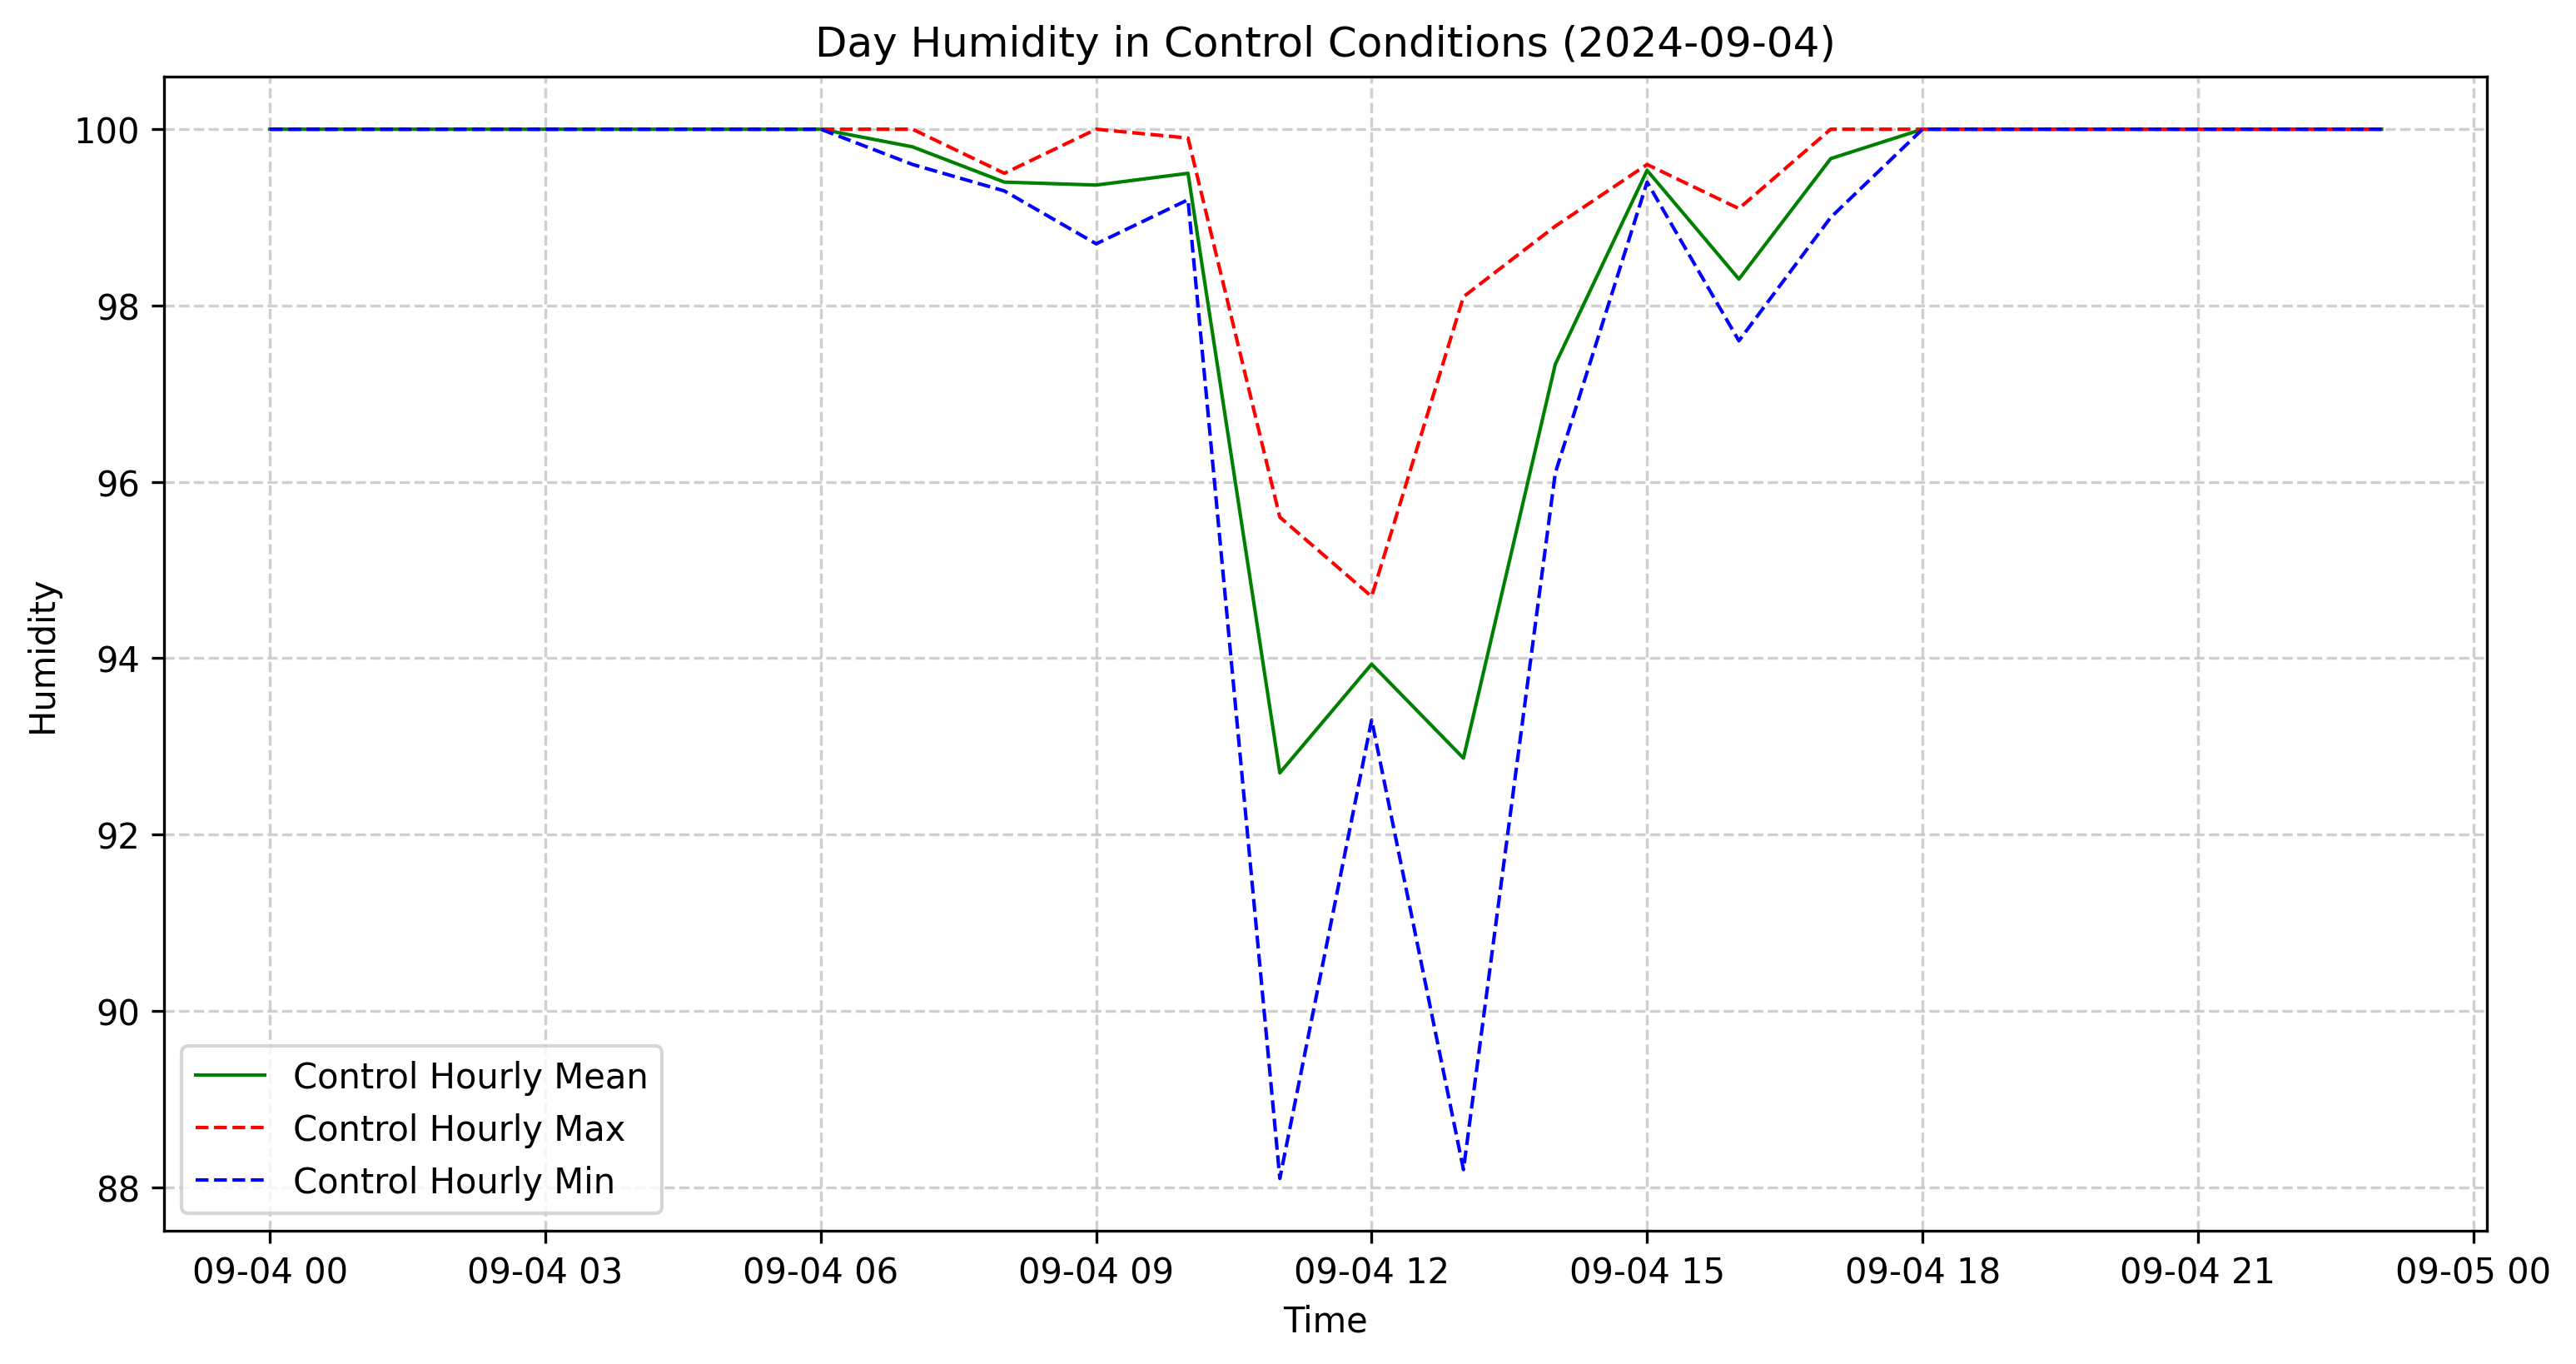 Day Humidity in Control Conditions (2024-09-04)
100
98
96
94
92
90
88
Humidity
Control Hourly Mean
Control Hourly Max
Control Hourly Min
09-04 00
09-04 03
09-04 06
09-04 09
09-04 12
09-04 15
09-04 18
09-04 21
09-05 00
Time